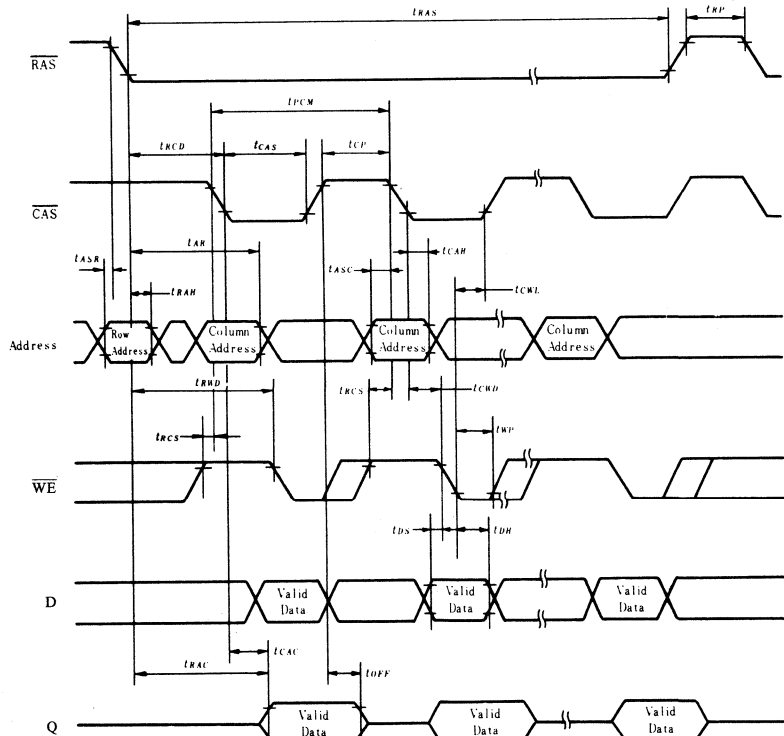 tRAS
tRP
RAS
tPCM
tRCD
tCAS
tCP
CAS
tAR
tCAH
tASR
tASC
tRAH
tCWL
Address
Row Address
Column Address
Column Address
Column Address
tRWD
tRCS
tCWD
tRCS
tWP
WE
tDS
tDH
D
Valid Data
Valid Data
Valid Data
tCAC
tRAC
tOFF
Q
Valid Data
Valid Data
Valid Data